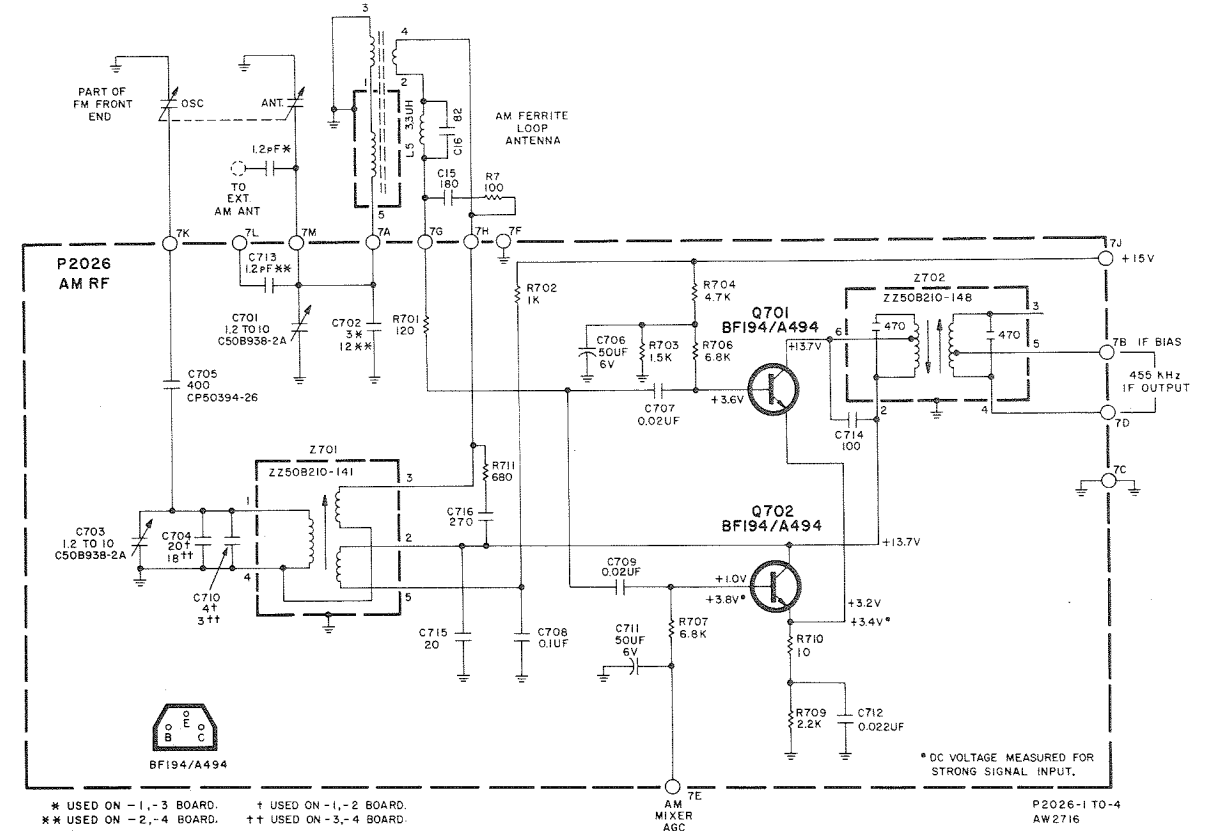 3
4
PART OF
FM FRONT
END
OSC
ANT.
1
2
L5 3.3UH
C16 82
AM FERRITE
LOOP
ANTENNA
1.2pF*
TO
EXT.
AM ANT
C15
180
R7
100
5
7K
7L
7M
7A
7G
7H
7F
7J
+15V
P2026
AM RF
C713
1.2pF**
C701
1.2 TO 10
C50B938-2A
C702
3*
12**
R701
120
R702
1K
R704
4.7K
C706
50UF
6V
R703
1.5K
R706
6.8K
Q701
BF194/A494
+13.7V
+3.6V
C707
0.02UF
Z702
ZZ50B210-148
6
470
3
470
5
2
4
C714
100
7B IF BIAS
455 KHz
IF OUTPUT
7D
7C
C705
400
CP50394-26
Z701
ZZ50B210-141
1
3
R711
680
C716
270
2
4
5
C703
1.2 TO 10
C50B938-2A
C704
20†
18††
C710
4†
3††
C715
20
C708
0.1UF
Q702
BF194/A494
+13.7V
C709
0.02UF
+1.0V
+3.8V•
+3.2V
+3.4V•
C711
50UF
6V
R707
6.8K
R710
10
R709
2.2K
C712
0.022UF
B
E
C
BF194/A494
• DC VOLTAGE MEASURED FOR
STRONG SIGNAL INPUT.
7E
AM
MIXER
AGC
* USED ON -1,-3 BOARD. † USED ON -1,-2 BOARD.
** USED ON -2,-4 BOARD. †† USED ON -3,-4 BOARD.
P2026-1 TO-4
AW2716